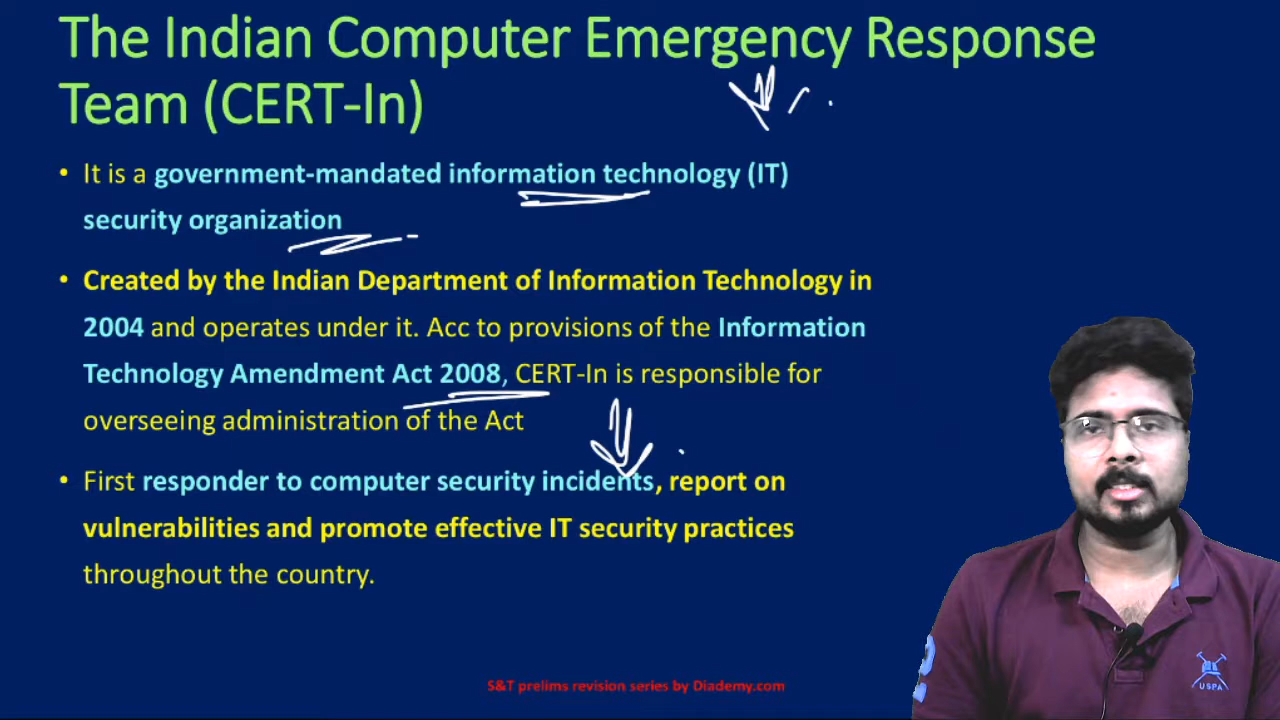 The Indian Computer Emergency Response
Team (CERT-In)
• It is a government-mandated information technology (IT)
security organization
• Created by the Indian Department of Information Technology in
2004 and operates under it. Acc to provisions of the Information
Technology Amendment Act 2008, CERT-In is responsible for
overseeing administration of the Act
• First responder to computer security incidents, report on
vulnerabilities and promote effective IT security practices
throughout the country.
USPA
S&T prelims revision series by Diademy.com